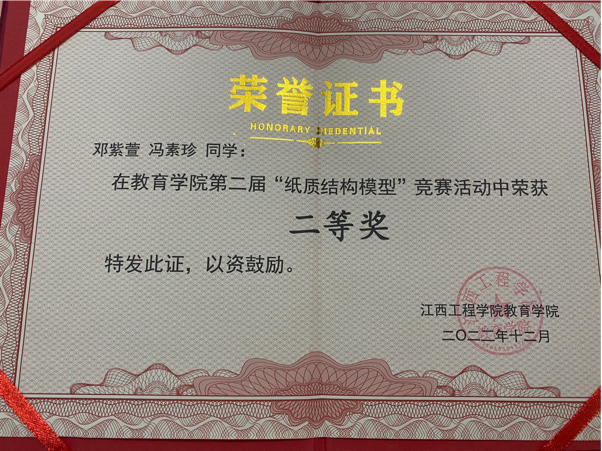 荣誉证书
HONORARY CREDENTIAL
邓紫萱 冯素珍 同学：
在教育学院第二届“纸质结构模型”竞赛活动中荣获
二等奖
特发此证，以资鼓励。
江西工程学院教育学院
二〇二二年十二月